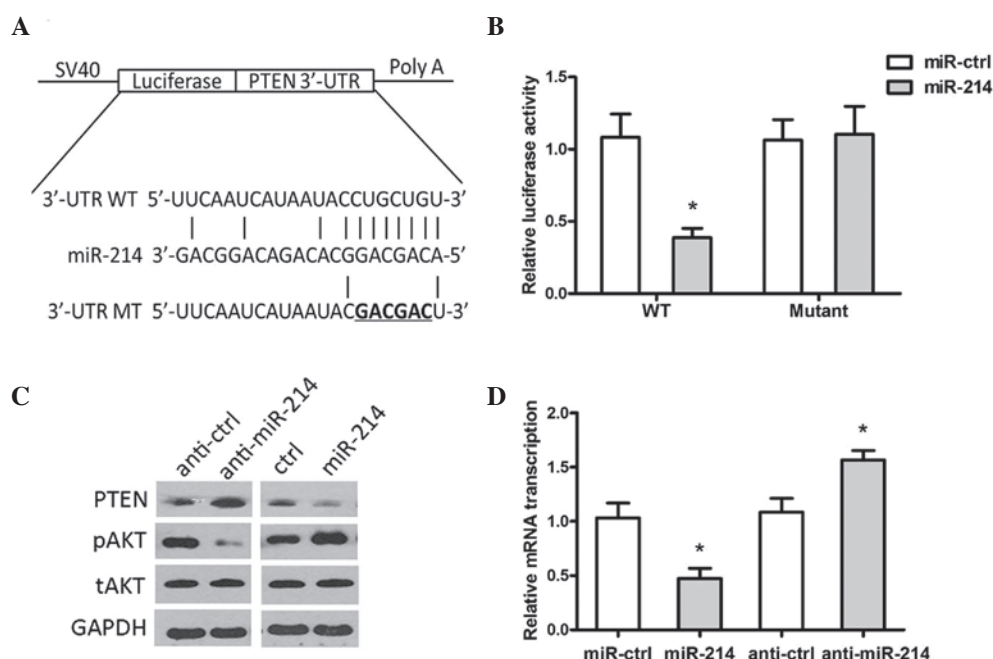 A
SV40
Luciferase
PTEN 3’-UTR
Poly A
3’-UTR WT 5’-UUCAAUCAUAAUACCUGCUGU-3’
miR-214 3’-GACGGACAGACACGGACGACA-5’
3’-UTR MT 5’-UUCAAUCAUAAUACGACGACU-3’
B
miR-ctrl
miR-214
Relative luciferase activity
1.5
1.0
0.5
0.0
*
WT
Mutant
C
anti-ctrl
anti-miR-214
ctrl
miR-214
PTEN
pAKT
tAKT
GAPDH
D
Relative mRNA transcription
2.0
1.5
1.0
0.5
0.0
*
*
miR-ctrl
miR-214
anti-ctrl
anti-miR-214